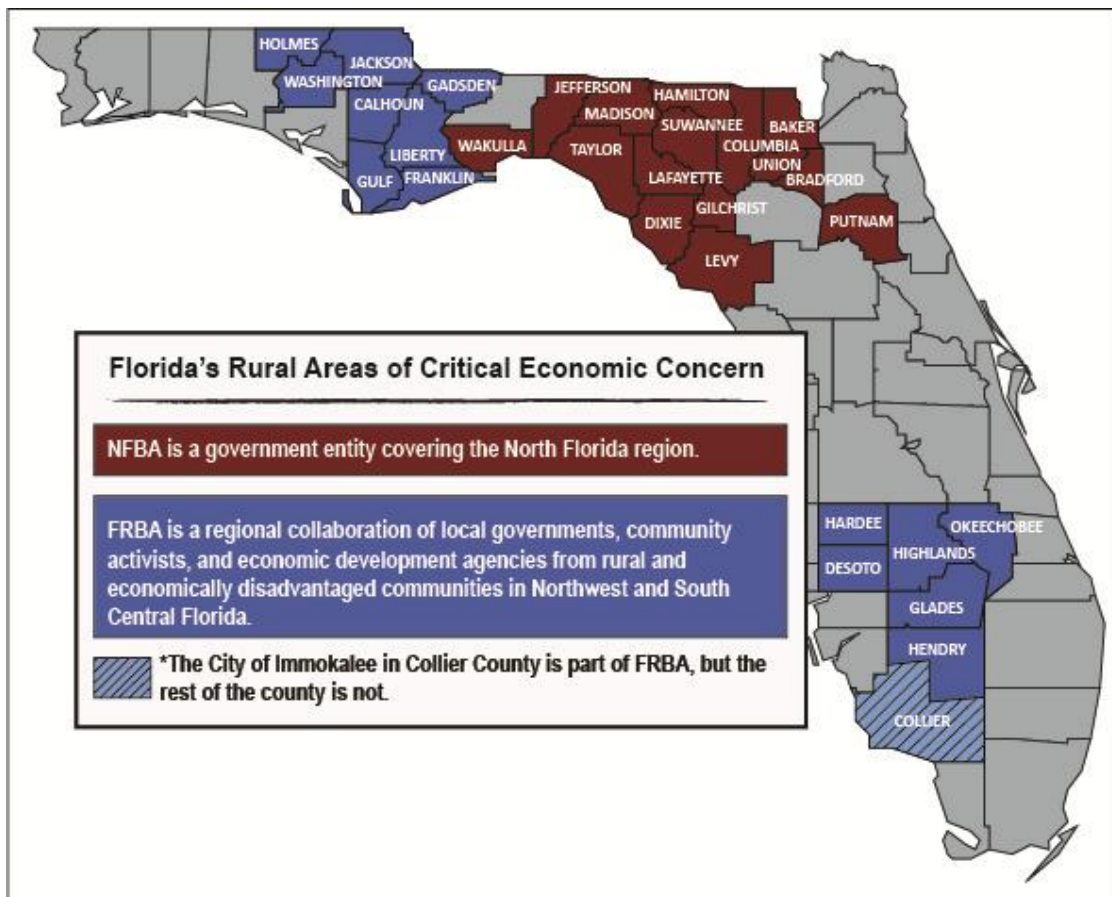 HOLMES
JACKSON
WASHINGTON
GADSDEN
CALHOUN
LIBERTY
GULF
FRANKLIN
WAKULLA
JEFFERSON
HAMILTON
MADISON
SUWANNEE
BAKER
COLUMBIA
TAYLOR
UNION
LAFAYETTE
BRADFORD
GILCHRIST
DIXIE
PUTNAM
LEVY
Florida's Rural Areas of Critical Economic Concern
NFBA is a government entity covering the North Florida region.
FRBA is a regional collaboration of local governments, community
activists, and economic development agencies from rural and
economically disadvantaged communities in Northwest and South
Central Florida.
*The City of Immokalee in Collier County is part of FRBA, but the
rest of the county is not.
HARDEE
OKEECHOBEE
HIGHLANDS
DESOTO
GLADES
HENDRY
COLLIER